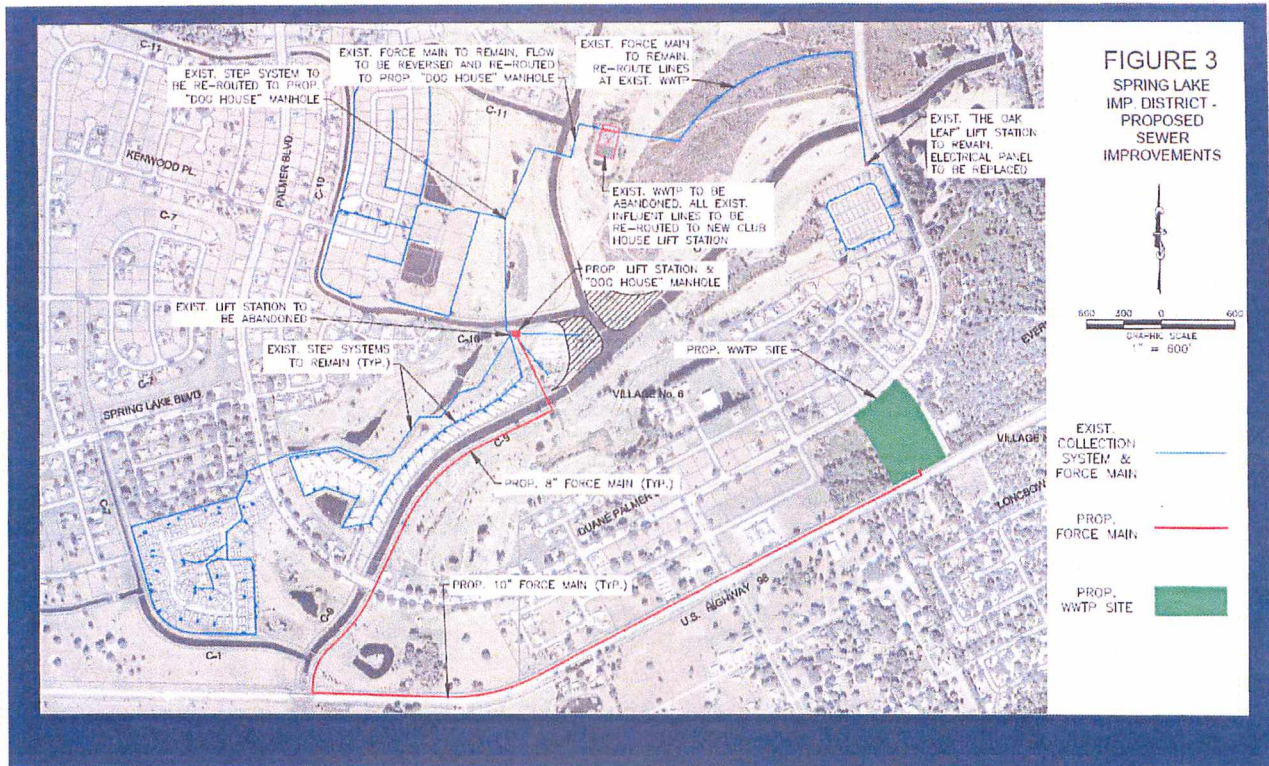 FIGURE 3
SPRING LAKE
IMP. DISTRICT -
PROPOSED
SEWER
IMPROVEMENTS
EXIST. FORCE MAIN TO REMAIN, FLOW
TO BE REVERSED AND RE-ROUTED
TO PROP. "DOG HOUSE" MANHOLE
EXIST. FORCE MAIN
TO REMAIN.
RE-ROUTE LINES
AT EXIST. WWTP
EXIST. STEP SYSTEM TO
BE RE-ROUTED TO PROP.
"DOG HOUSE" MANHOLE
EXIST. "THE OAK
LEAF" LIFT STATION
TO REMAIN.
ELECTRICAL PANEL
TO BE REPLACED
EXIST. WWTP TO BE
ABANDONED. ALL EXIST.
INFLUENT LINES TO BE
RE-ROUTED TO NEW CLUB
HOUSE LIFT STATION
PROP. LIFT STATION &
"DOG HOUSE" MANHOLE
EXIST. LIFT STATION TO
BE ABANDONED
EXIST. STEP SYSTEMS
TO REMAIN (TYP.)
PROP. WWTP SITE
PROP. 8" FORCE MAIN (TYP.)
PROP. 10" FORCE MAIN (TYP.)
C-11
C-11
PALMER BLVD
KENWOOD PL.
C-10
C-7
C-10
C-7
SPRING LAKE BLVD.
VILLAGE No. 6
C-9
C-9
C-1
U.S. HIGHWAY 98
600
300
0
600
GRAPHIC SCALE
1" = 600'
EXIST.
COLLECTION
SYSTEM &
FORCE MAIN
PROP.
FORCE MAIN
PROP.
WWTP SITE